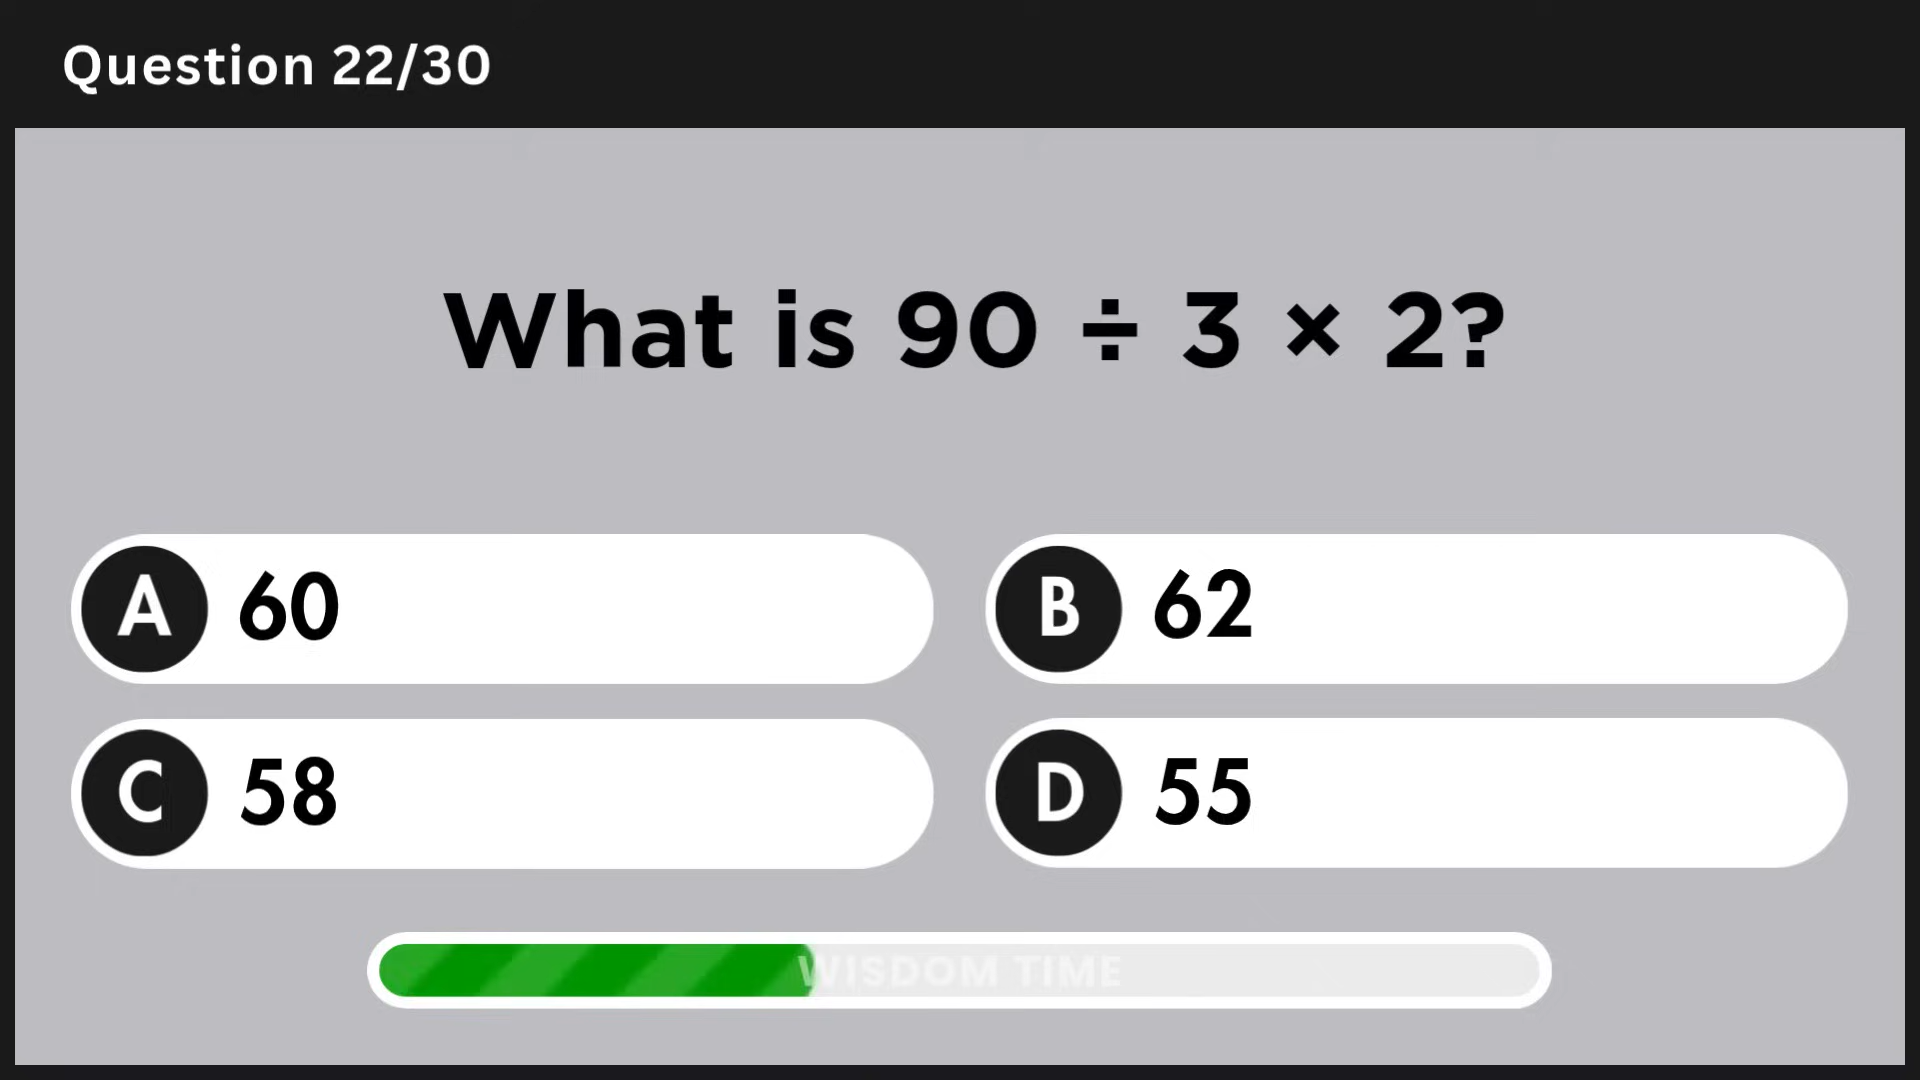 Question 22/30
What is 90 ÷ 3 × 2?
A 60
B 62
C 58
D 55
WISDOM TIME